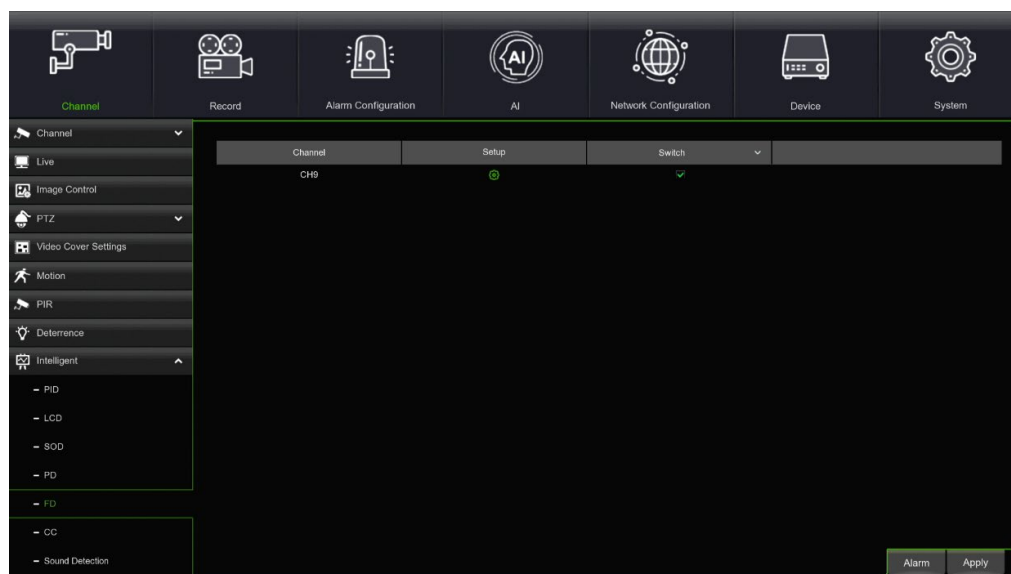 Channel Record Alarm Configuration AI Network Configuration Device System
Channel
Live
Image Control
PTZ
Video Cover Settings
Motion
PIR
Deterrence
Intelligent
– PID
– LCD
– SOD
– PD
– FD
– CC
– Sound Detection
Channel Setup Switch
CH9
Alarm Apply